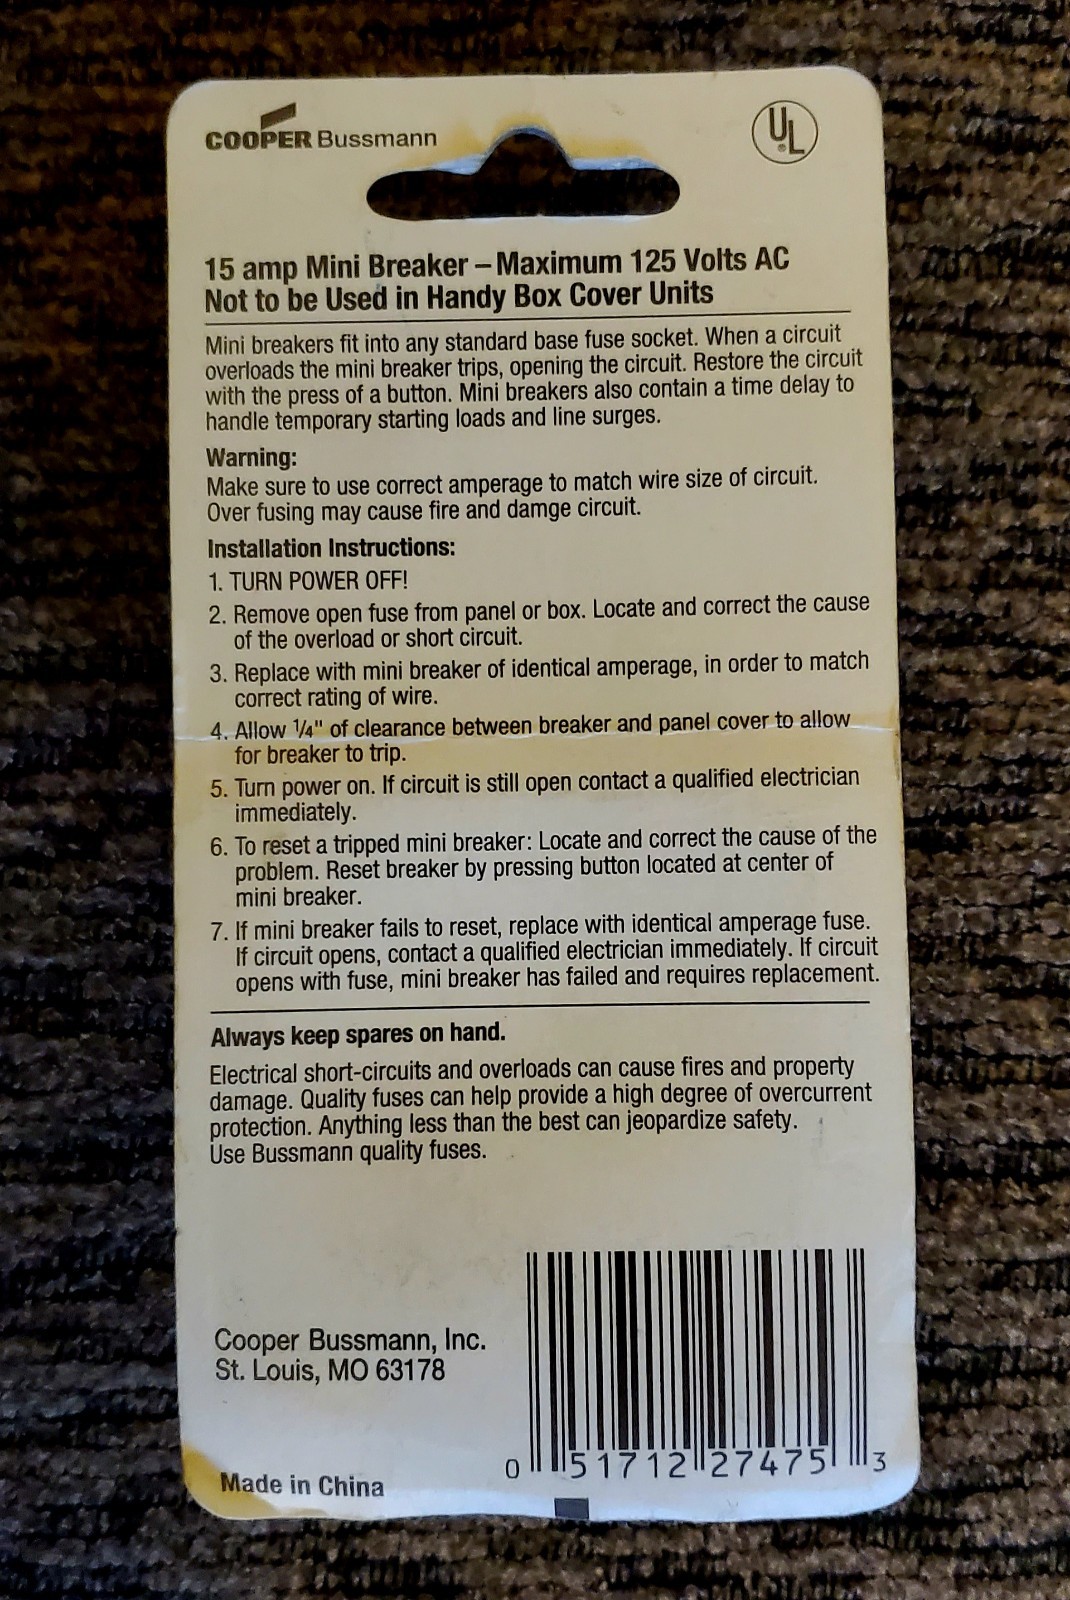 COOPER Bussmann
UL
®
15 amp Mini Breaker – Maximum 125 Volts AC
Not to be Used in Handy Box Cover Units
Mini breakers fit into any standard base fuse socket. When a circuit
overloads the mini breaker trips, opening the circuit. Restore the circuit
with the press of a button. Mini breakers also contain a time delay to
handle temporary starting loads and line surges.
Warning:
Make sure to use correct amperage to match wire size of circuit.
Over fusing may cause fire and damge circuit.
Installation Instructions:
1. TURN POWER OFF!
2. Remove open fuse from panel or box. Locate and correct the cause
of the overload or short circuit.
3. Replace with mini breaker of identical amperage, in order to match
correct rating of wire.
4. Allow 1/4" of clearance between breaker and panel cover to allow
for breaker to trip.
5. Turn power on. If circuit is still open contact a qualified electrician
immediately.
6. To reset a tripped mini breaker: Locate and correct the cause of the
problem. Reset breaker by pressing button located at center of
mini breaker.
7. If mini breaker fails to reset, replace with identical amperage fuse.
If circuit opens, contact a qualified electrician immediately. If circuit
opens with fuse, mini breaker has failed and requires replacement.
Always keep spares on hand.
Electrical short-circuits and overloads can cause fires and property
damage. Quality fuses can help provide a high degree of overcurrent
protection. Anything less than the best can jeopardize safety.
Use Bussmann quality fuses.
Cooper Bussmann, Inc.
St. Louis, MO 63178
Made in China
0 51712 27475 3